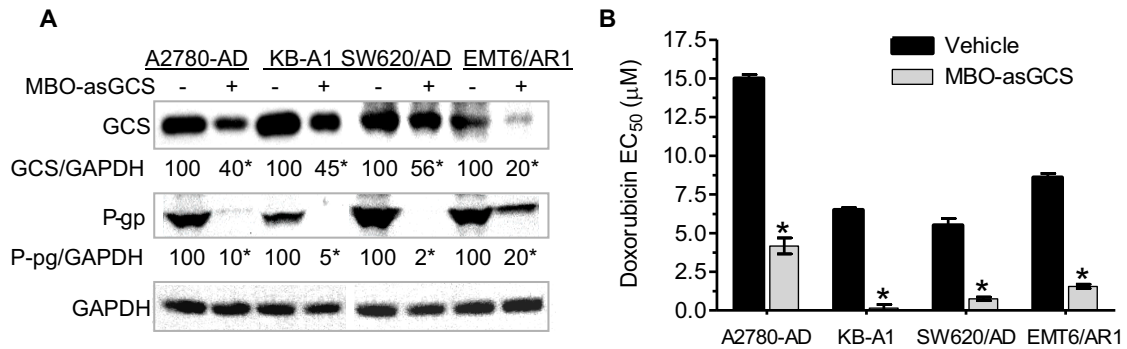 A
A2780-AD KB-A1 SW620/AD EMT6/AR1
MBO-asGCS - + - + - + - +
GCS
GCS/GAPDH 100 40* 100 45* 100 56* 100 20*
P-gp
P-pg/GAPDH 100 10* 100 5* 100 2* 100 20*
GAPDH
B
Doxorubicin EC50 (μM)
17.5
15.0
12.5
10.0
7.5
5.0
2.5
0.0
Vehicle
MBO-asGCS
* * * *
A2780-AD KB-A1 SW620/AD EMT6/AR1